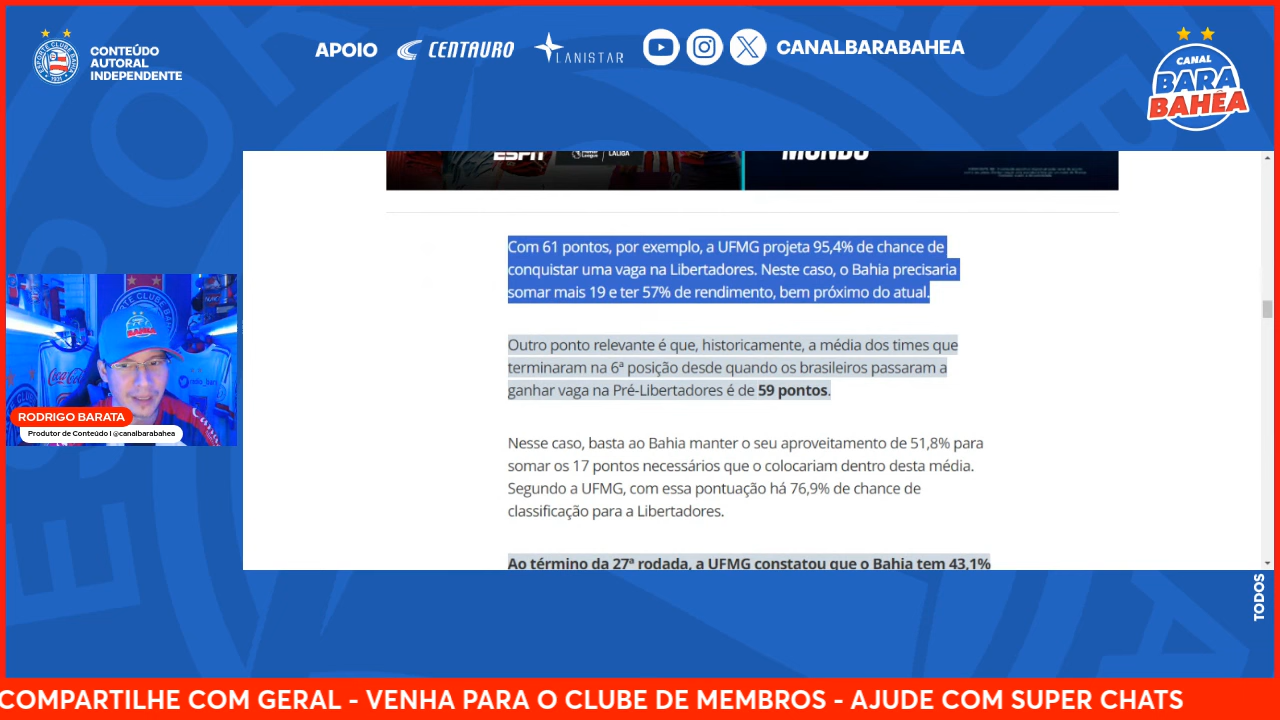 CONTEÚDO
AUTORAL
INDEPENDENTE
APOIO
CENTAURO
LANISTAR
CANALBARABAHEA
CANAL
BARA
BAHÊA
ESPORTE CLUBE BAHIA
1931
ESPN
LALIGA
MUNDO
Com 61 pontos, por exemplo, a UFMG projeta 95,4% de chance de
conquistar uma vaga na Libertadores. Neste caso, o Bahia precisaria
somar mais 19 e ter 57% de rendimento, bem próximo do atual.
Outro ponto relevante é que, historicamente, a média dos times que
terminaram na 6ª posição desde quando os brasileiros passaram a
ganhar vaga na Pré-Libertadores é de 59 pontos.
Nesse caso, basta ao Bahia manter o seu aproveitamento de 51,8% para
somar os 17 pontos necessários que o colocariam dentro desta média.
Segundo a UFMG, com essa pontuação há 76,9% de chance de
classificação para a Libertadores.
Ao término da 27ª rodada, a UFMG constatou que o Bahia tem 43,1%
RODRIGO BARATA
Produtor de Conteúdo | @canalbarabahea
TODOS
COMPARTILHE COM GERAL - VENHA PARA O CLUBE DE MEMBROS - AJUDE COM SUPER CHATS